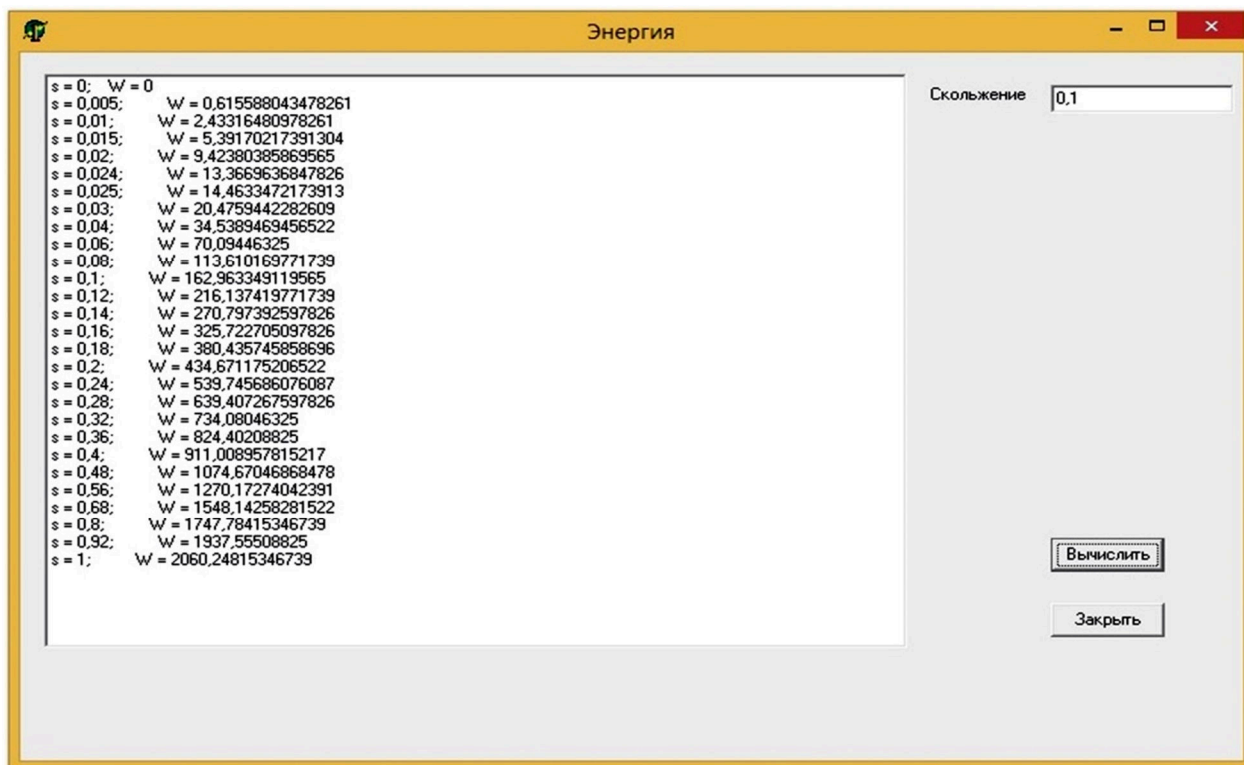 Энергия
s = 0; W = 0
s = 0,005; W = 0,615588043478261
s = 0,01; W = 2,43316480978261
s = 0,015; W = 5,39170217391304
s = 0,02; W = 9,42380385869565
s = 0,024; W = 13,3669636847826
s = 0,025; W = 14,4633472173913
s = 0,03; W = 20,4759442282609
s = 0,04; W = 34,5389469456522
s = 0,06; W = 70,09446325
s = 0,08; W = 113,610169771739
s = 0,1; W = 162,963349119565
s = 0,12; W = 216,137419771739
s = 0,14; W = 270,797392597826
s = 0,16; W = 325,722705097826
s = 0,18; W = 380,435745858696
s = 0,2; W = 434,671175206522
s = 0,24; W = 539,745686076087
s = 0,28; W = 639,407267597826
s = 0,32; W = 734,08046325
s = 0,36; W = 824,40208825
s = 0,4; W = 911,008957815217
s = 0,48; W = 1074,67046868478
s = 0,56; W = 1270,17274042391
s = 0,68; W = 1548,14258281522
s = 0,8; W = 1747,78415346739
s = 0,92; W = 1937,55508825
s = 1; W = 2060,24815346739
Скольжение 0,1
Вычислить
Закрыть